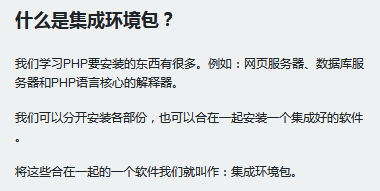 什么是集成环境包？
我们学习PHP要安装的东西有很多。例如：网页服务器、数据库服
务器和PHP语言核心的解释器。
我们可以分开安装各部份，也可以合在一起安装一个集成好的软件
。
将这些合在一起的一个软件我们就叫作：集成环境包。